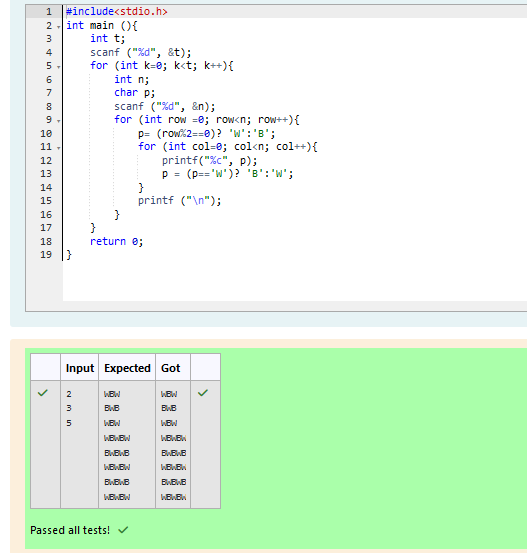 1 #include<stdio.h>
2 int main (){
3 int t;
4 scanf ("%d", &t);
5 for (int k=0; k<t; k++){
6 int n;
7 char p;
8 scanf ("%d", &n);
9 for (int row =0; row<n; row++){
10 p= (row%2==0)? 'W':'B';
11 for (int col=0; col<n; col++){
12 printf("%c", p);
13 p = (p=='W')? 'B':'W';
14 }
15 printf ("\n");
16 }
17 }
18 return 0;
19 }
Input Expected Got
2 WBW WBW
3 BWB BWB
5 WBW WBW
WBWBW WBWBW
BWBWB BWBWB
WBWBW WBWBW
BWBWB BWBWB
WBWBW WBWBW
Passed all tests!